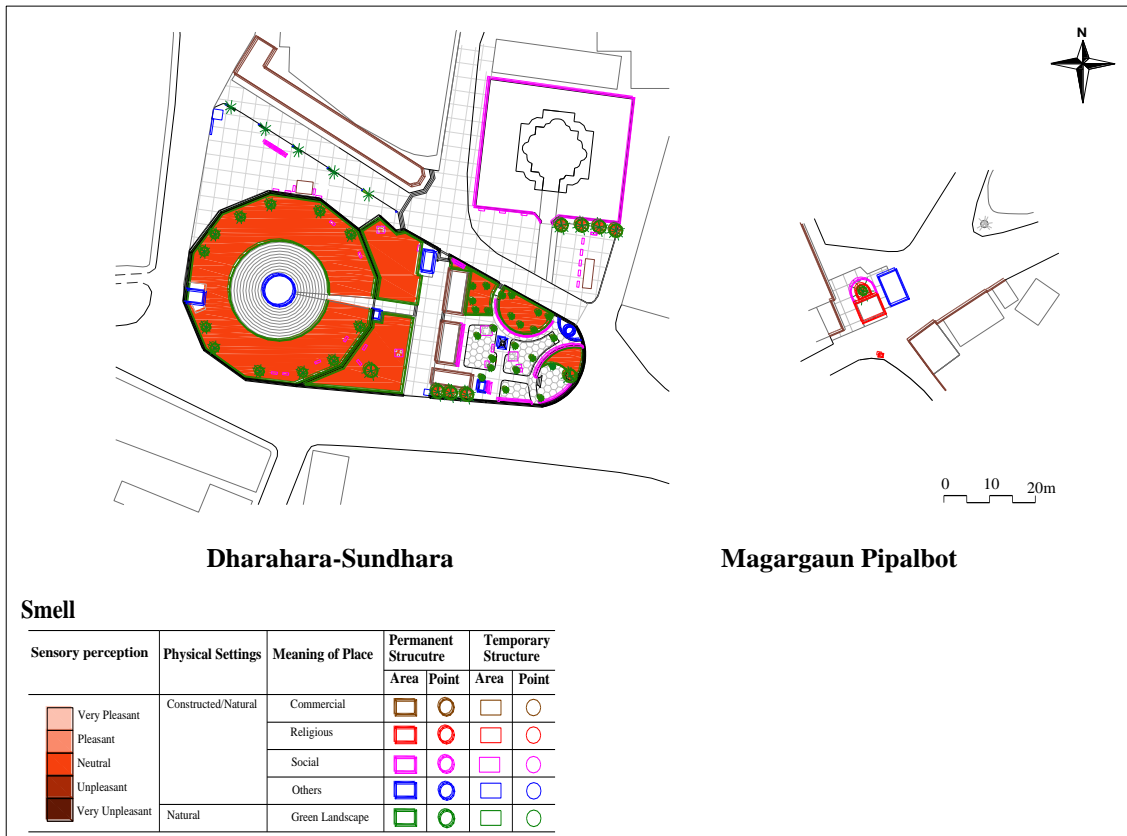 N
0 10 20m
Dharahara-Sundhara
Magargaun Pipalbot
Smell
Sensory perception
Physical Settings
Meaning of Place
Permanent
Strucutre
Temporary
Structure
Area
Point
Area
Point
Very Pleasant
Pleasant
Neutral
Unpleasant
Very Unpleasant
Constructed/Natural
Commercial
Religious
Social
Others
Natural
Green Landscape